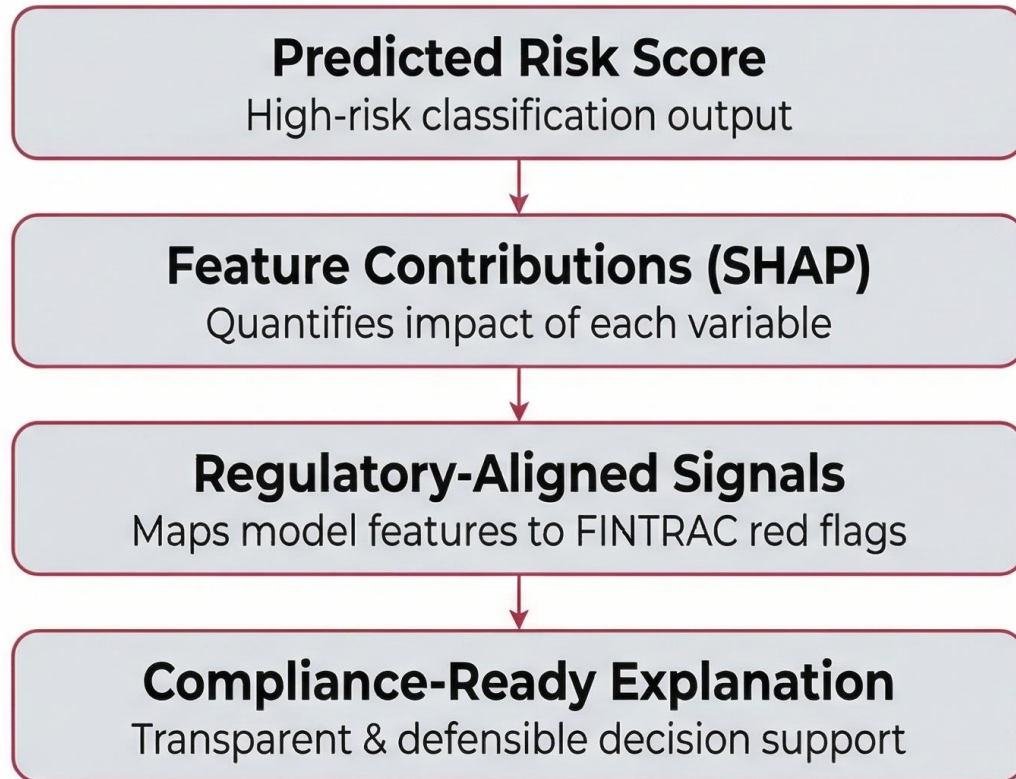 Predicted Risk Score
High-risk classification output
Feature Contributions (SHAP)
Quantifies impact of each variable
Regulatory-Aligned Signals
Maps model features to FINTRAC red flags
Compliance-Ready Explanation
Transparent & defensible decision support